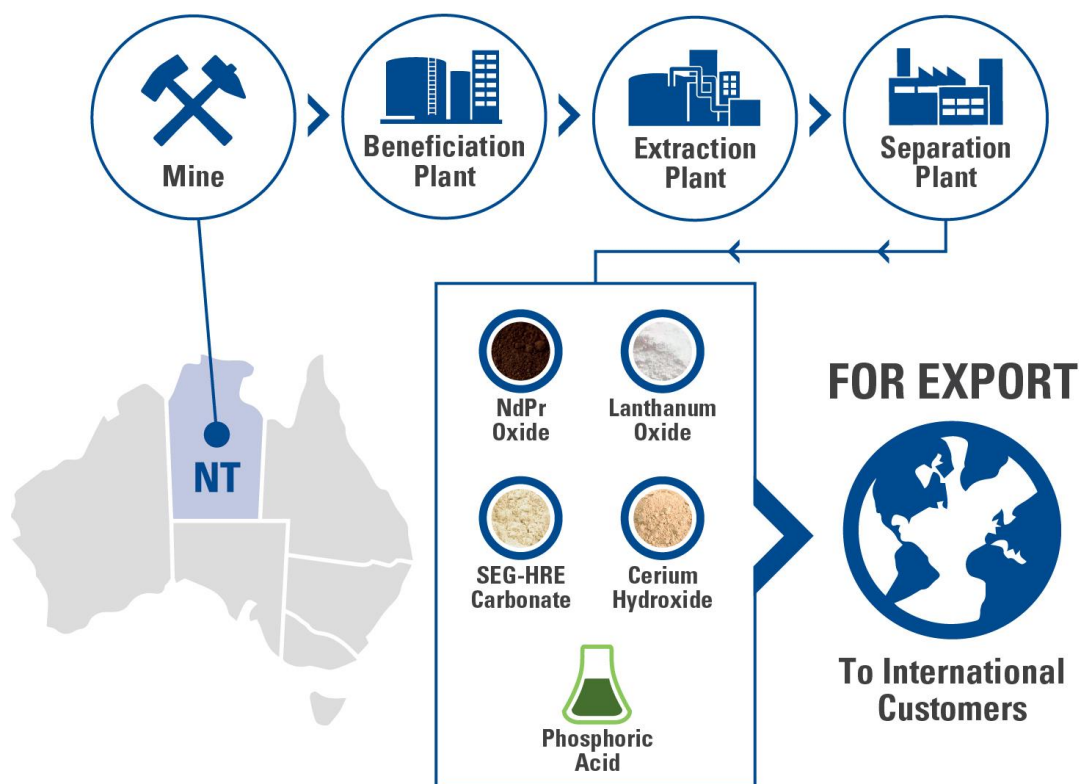 Mine
Beneficiation
Plant
Extraction
Plant
Separation
Plant
NT
NdPr
Oxide
Lanthanum
Oxide
SEG-HRE
Carbonate
Cerium
Hydroxide
Phosphoric
Acid
FOR EXPORT
To International
Customers